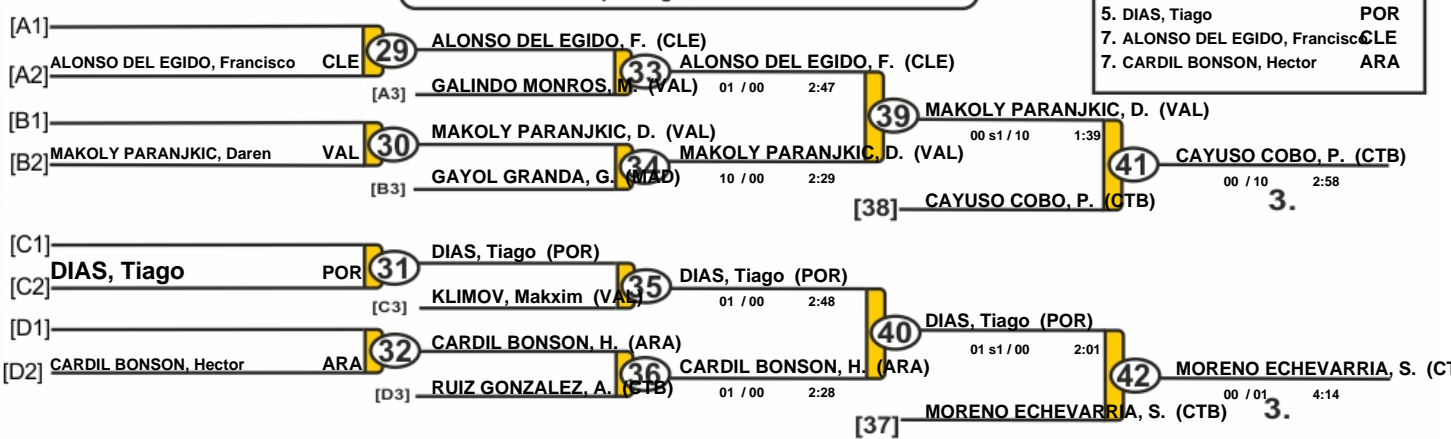 5. DIAS, Tiago POR
7. ALONSO DEL EGIDO, Francisco CLE
7. CARDIL BONSON, Hector ARA
[A1]
[A2] ALONSO DEL EGIDO, Francisco CLE
29
ALONSO DEL EGIDO, F. (CLE)
[A3] GALINDO MONROS, M. (VAL)
33
ALONSO DEL EGIDO, F. (CLE)
01 / 00 2:47
[B1]
[B2] MAKOLY PARANJKIC, Daren VAL
30
MAKOLY PARANJKIC, D. (VAL)
[B3] GAYOL GRANDA, G. (MAD)
34
MAKOLY PARANJKIC, D. (VAL)
10 / 00 2:29
39
MAKOLY PARANJKIC, D. (VAL)
00 s1 / 10 1:39
[38] CAYUSO COBO, P. (CTB)
41
CAYUSO COBO, P. (CTB)
00 / 10 2:58
3.
[C1]
[C2] DIAS, Tiago POR
31
DIAS, Tiago (POR)
[C3] KLIMOV, Makxim (VAL)
35
DIAS, Tiago (POR)
01 / 00 2:48
[D1]
[D2] CARDIL BONSON, Hector ARA
32
CARDIL BONSON, H. (ARA)
[D3] RUIZ GONZALEZ, A. (CTB)
36
CARDIL BONSON, H. (ARA)
01 / 00 2:28
40
DIAS, Tiago (POR)
01 s1 / 00 2:01
[37] MORENO ECHEVARRIA, S. (CTB)
42
MORENO ECHEVARRIA, S. (CT
00 / 01 4:14
3.